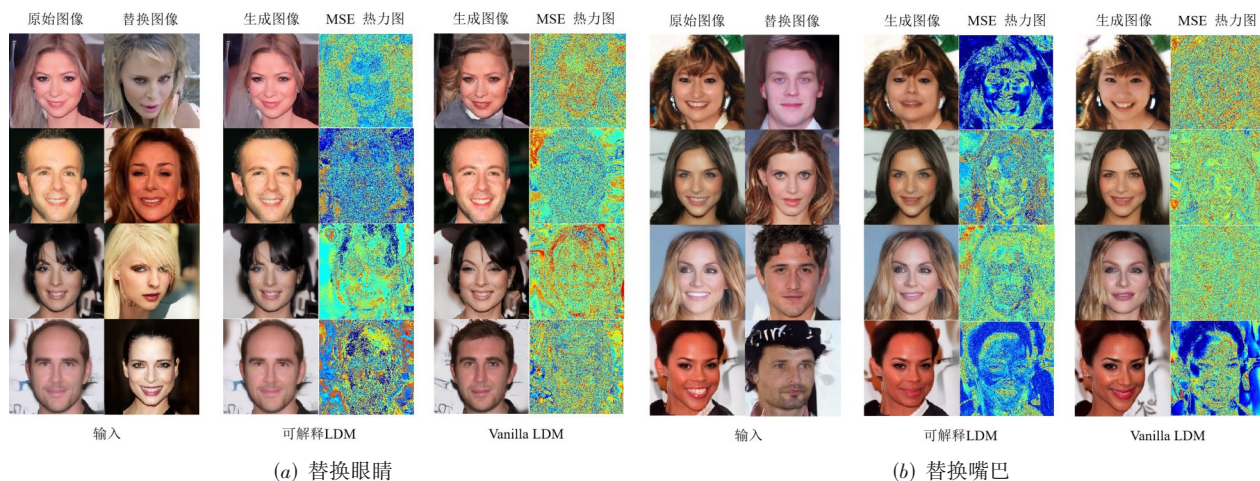 原始图像 替换图像 生成图像 MSE 热力图 生成图像 MSE 热力图 原始图像 替换图像 生成图像 MSE 热力图 生成图像 MSE 热力图
输入 可解释LDM Vanilla LDM 输入 可解释LDM Vanilla LDM
(a) 替换眼睛 (b) 替换嘴巴